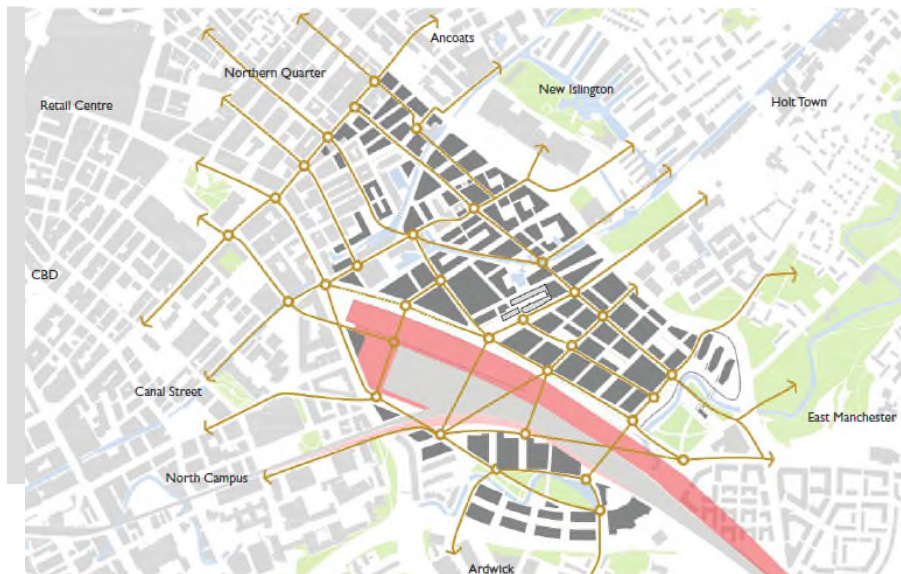 Ancoats
Northern Quarter
New Islington
Retail Centre
Holt Town
CBD
Canal Street
East Manchester
North Campus
Ardwick